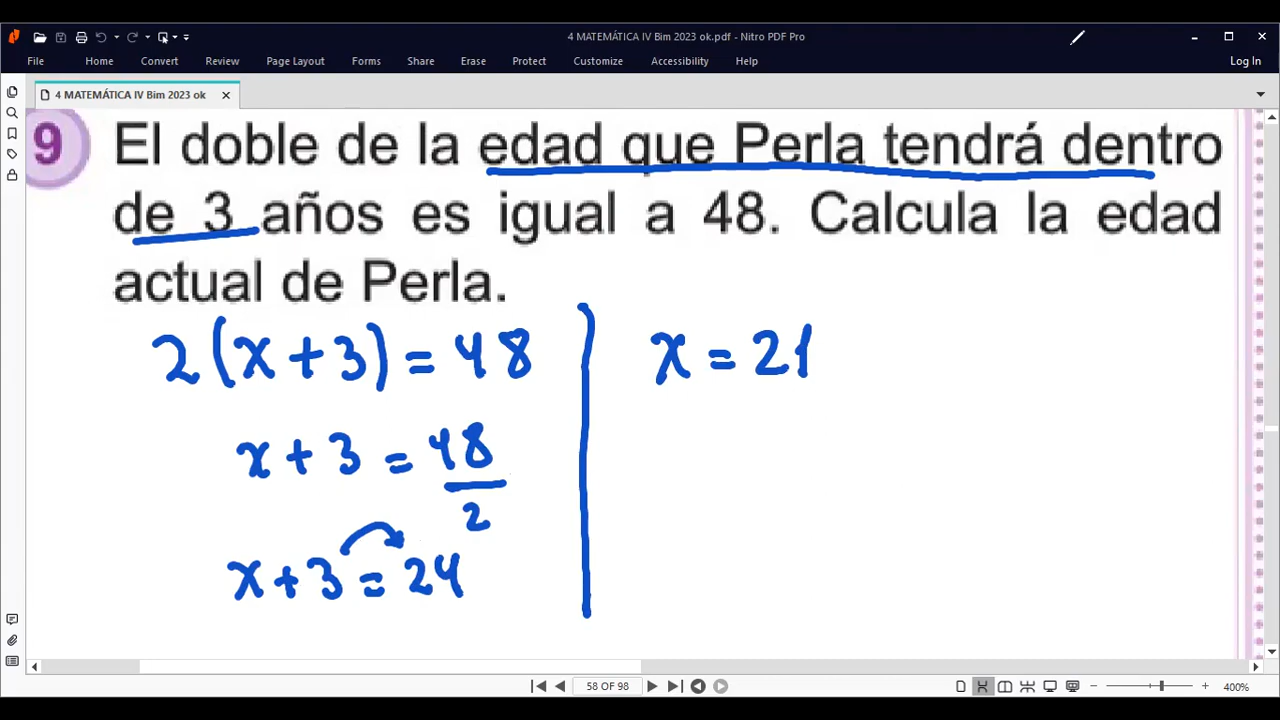 4 MATEMÁTICA IV Bim 2023 ok.pdf - Nitro PDF Pro
File Home Convert Review Page Layout Forms Share Erase Protect Customize Accessibility Help Log In
4 MATEMÁTICA IV Bim 2023 ok
9 El doble de la edad que Perla tendrá dentro
de 3 años es igual a 48. Calcula la edad
actual de Perla.
2(x+3)=48
x+3=48/2
x+3=24
x=21
58 OF 98
400%